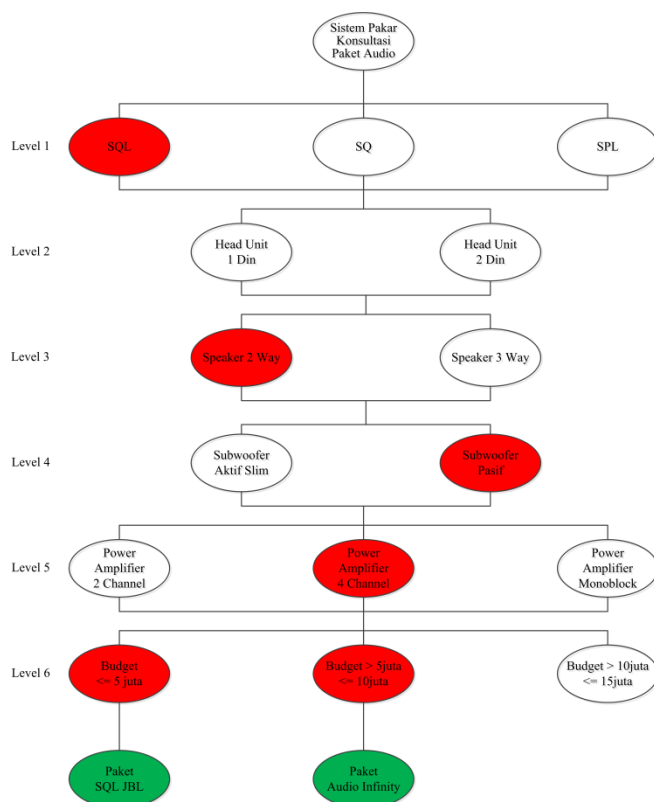 Sistem Pakar
Konsultasi
Paket Audio
Level 1
SQL
SQ
SPL
Level 2
Head Unit
1 Din
Head Unit
2 Din
Level 3
Speaker 2 Way
Speaker 3 Way
Level 4
Subwoofer
Aktif Slim
Subwoofer
Pasif
Level 5
Power
Amplifier
2 Channel
Power
Amplifier
4 Channel
Power
Amplifier
Monoblock
Level 6
Budget
<= 5 juta
Budget > 5juta
<= 10juta
Budget > 10juta
<= 15juta
Paket
SQL JBL
Paket
Audio Infinity